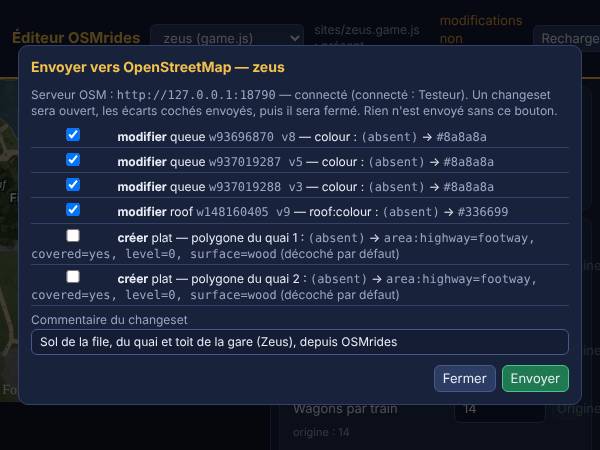 Éditeur OSMrides
zeus (game.js)
sites/zeus.game.js
: présent
modifications
non
Recharge
Envoyer vers OpenStreetMap — zeus
Serveur OSM : http://127.0.0.1:18790 — connecté (connecté : Testeur). Un changeset
sera ouvert, les écarts cochés envoyés, puis il sera fermé. Rien n'est envoyé sans ce bouton.
modifier queue w93696870 v8 — colour : (absent) → #8a8a8a
modifier queue w937019287 v5 — colour : (absent) → #8a8a8a
modifier queue w937019288 v3 — colour : (absent) → #8a8a8a
modifier roof w148160405 v9 — roof:colour : (absent) → #336699
créer plat — polygone du quai 1 : (absent) → area:highway=footway,
covered=yes, level=0, surface=wood (décoché par défaut)
créer plat — polygone du quai 2 : (absent) → area:highway=footway,
covered=yes, level=0, surface=wood (décoché par défaut)
Commentaire du changeset
Sol de la file, du quai et toit de la gare (Zeus), depuis OSMrides
Fermer
Envoyer
Wagons par train
14
Origine
origine : 14